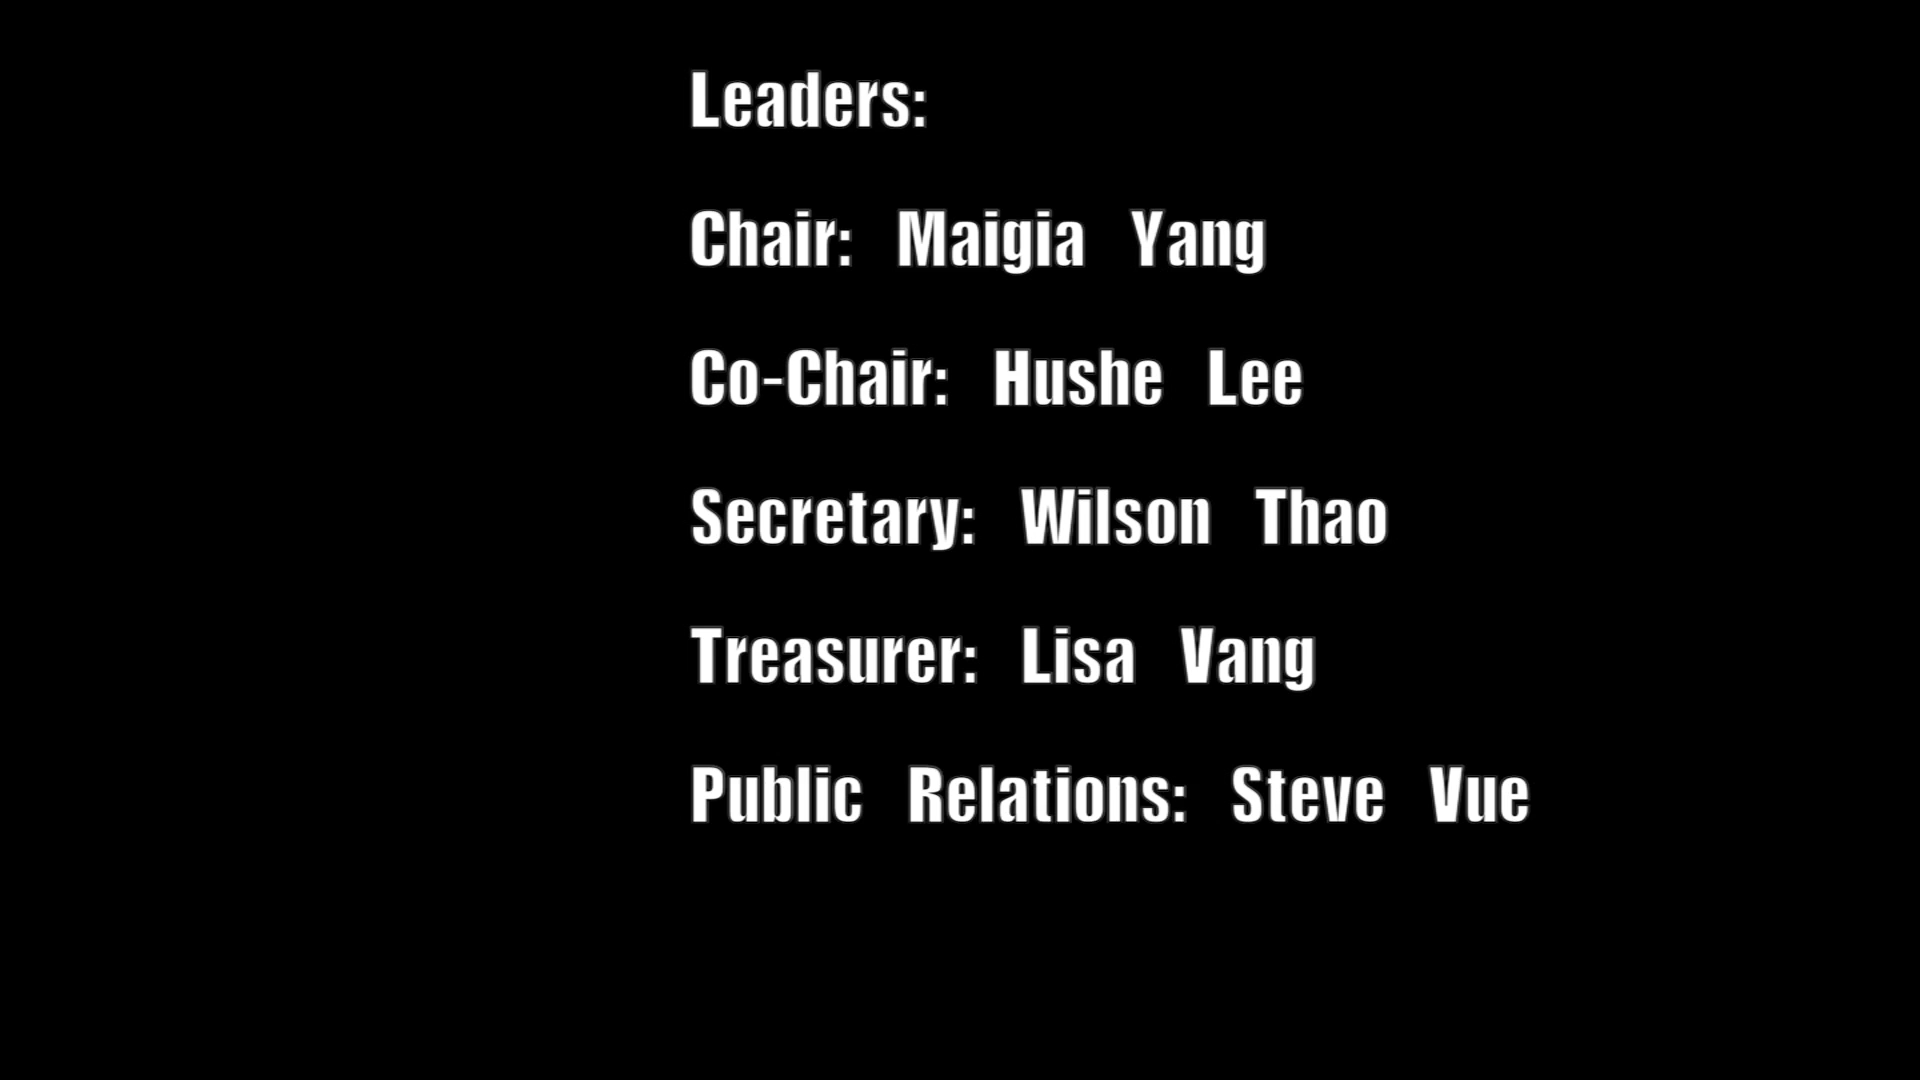 Leaders:
Chair: Maigia Yang
Co-Chair: Hushe Lee
Secretary: Wilson Thao
Treasurer: Lisa Vang
Public Relations: Steve Vue